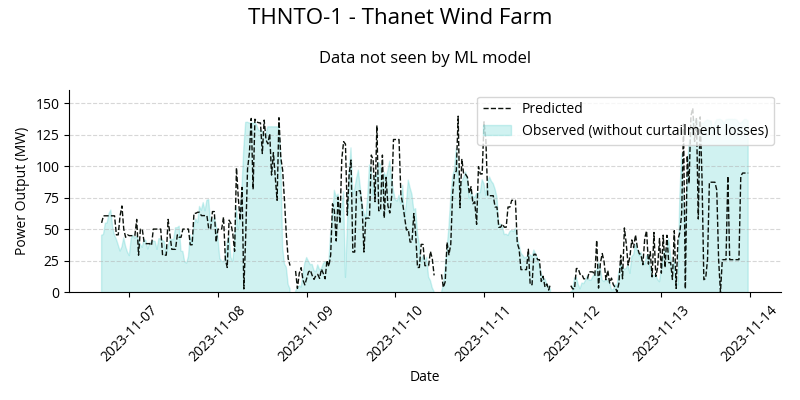 THNTO-1 - Thanet Wind Farm
Data not seen by ML model
Predicted
Observed (without curtailment losses)
Power Output (MW)
150
125
100
75
50
25
0
2023-11-07
2023-11-08
2023-11-09
2023-11-10
2023-11-11
2023-11-12
2023-11-13
2023-11-14
Date